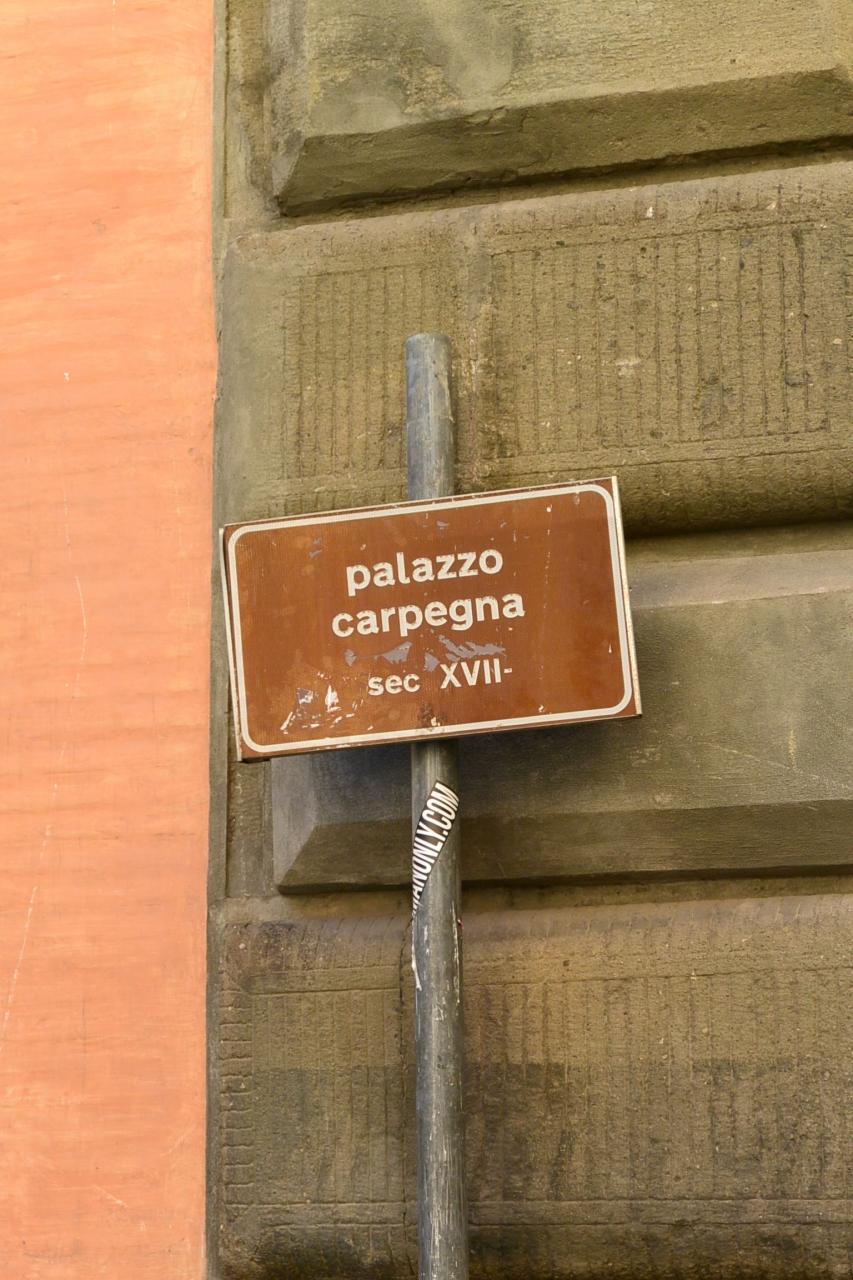 palazzo
carpegna
sec XVII-